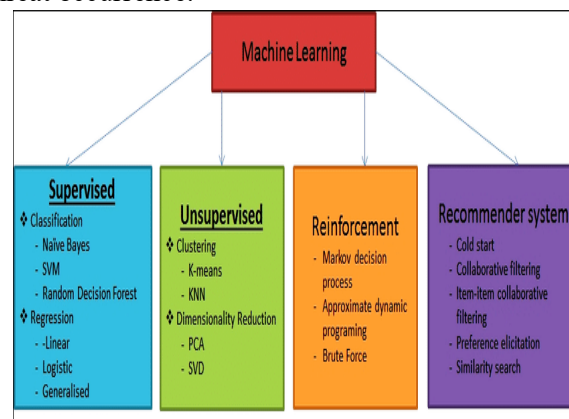 Machine Learning
Supervised
❖ Classification
- Naïve Bayes
- SVM
- Random Decision Forest
❖ Regression
- -Linear
- Logistic
- Generalised
Unsupervised
❖ Clustering
- K-means
- KNN
❖ Dimensionality Reduction
- PCA
- SVD
Reinforcement
- Markov decision
process
- Approximate dynamic
programing
- Brute Force
Recommender system
- Cold start
- Collaborative filtering
- Item-item collaborative
filtering
- Preference elicitation
- Similarity search